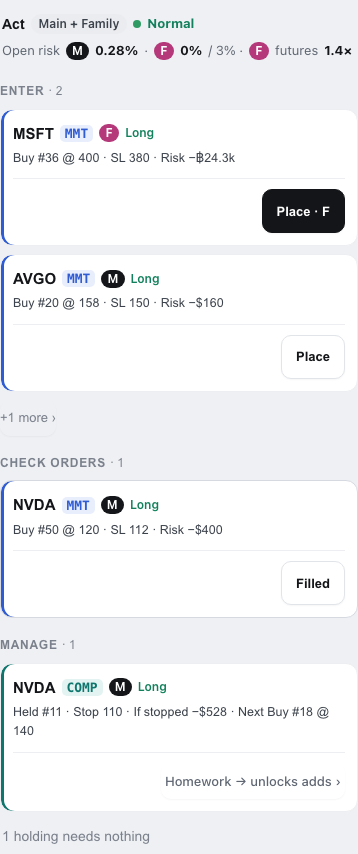 Act Main + Family Normal
Open risk M 0.28% · F 0% / 3% · F futures 1.4×
ENTER · 2
MSFT MMT F Long
Buy #36 @ 400 · SL 380 · Risk −฿24.3k
Place · F
AVGO MMT M Long
Buy #20 @ 158 · SL 150 · Risk −$160
Place
+1 more ›
CHECK ORDERS · 1
NVDA MMT M Long
Buy #50 @ 120 · SL 112 · Risk −$400
Filled
MANAGE · 1
NVDA COMP M Long
Held #11 · Stop 110 · If stopped −$528 · Next Buy #18 @
140
Homework → unlocks adds ›
1 holding needs nothing